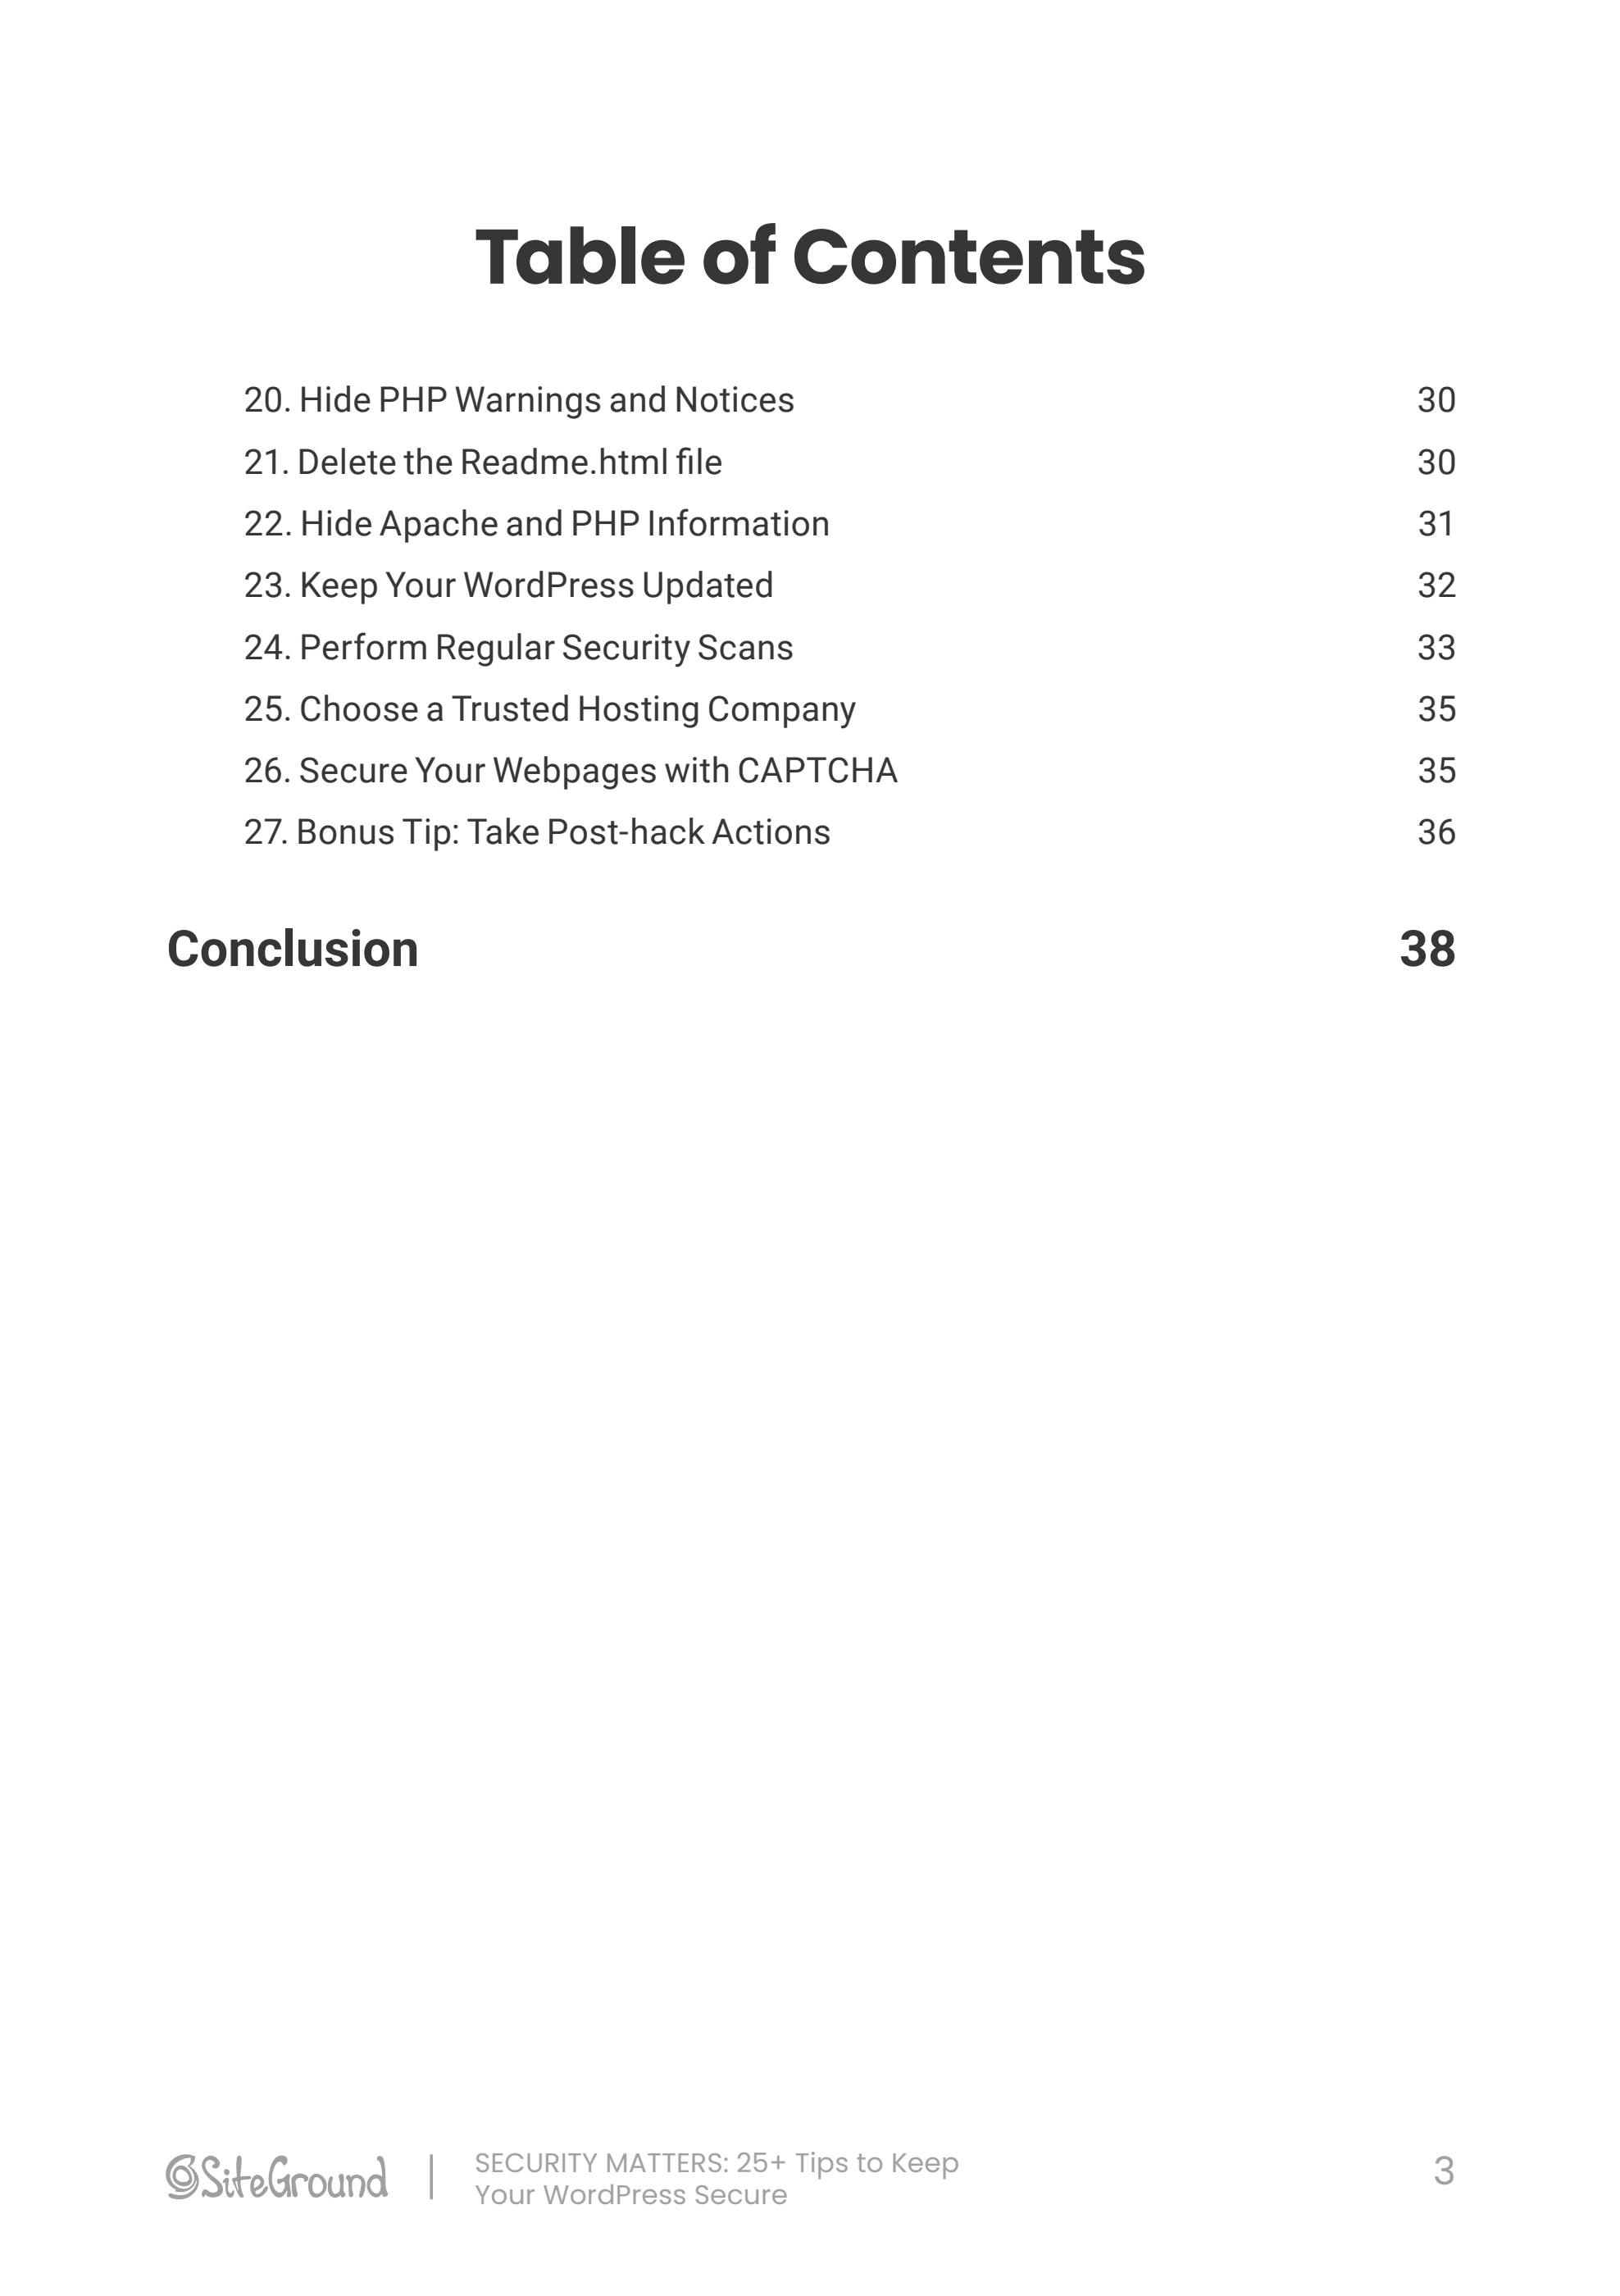 Table of Contents
20. Hide PHP Warnings and Notices 30
21. Delete the Readme.html file 30
22. Hide Apache and PHP Information 31
23. Keep Your WordPress Updated 32
24. Perform Regular Security Scans 33
25. Choose a Trusted Hosting Company 35
26. Secure Your Webpages with CAPTCHA 35
27. Bonus Tip: Take Post-hack Actions 36
Conclusion 38
SiteGround
SECURITY MATTERS: 25+ Tips to Keep
Your WordPress Secure
3